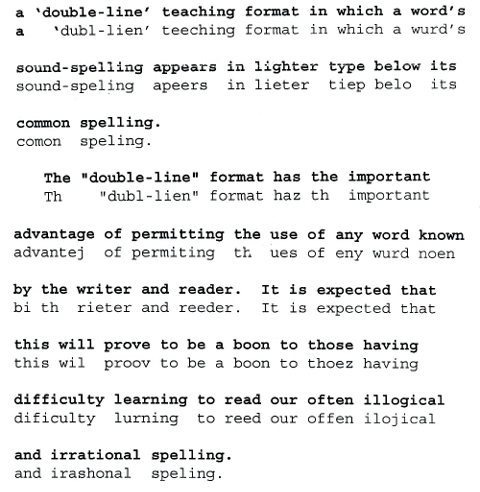 a 'double-line' teaching format in which a word's
a 'dubl-lien' teeching format in which a wurd's
sound-spelling appears in lighter type below its
sound-speling apeers in lieter tiep belo its
common spelling.
comon speling.
The "double-line" format has the important
Th "dubl-lien" format haz th important
advantage of permitting the use of any word known
advantej of permiting th ues of eny wurd noen
by the writer and reader. It is expected that
bi th rieter and reeder. It is expected that
this will prove to be a boon to those having
this wil proov to be a boon to thoez having
difficulty learning to read our often illogical
dificulty lurning to reed our offen ilojical
and irrational spelling.
and irashonal speling.